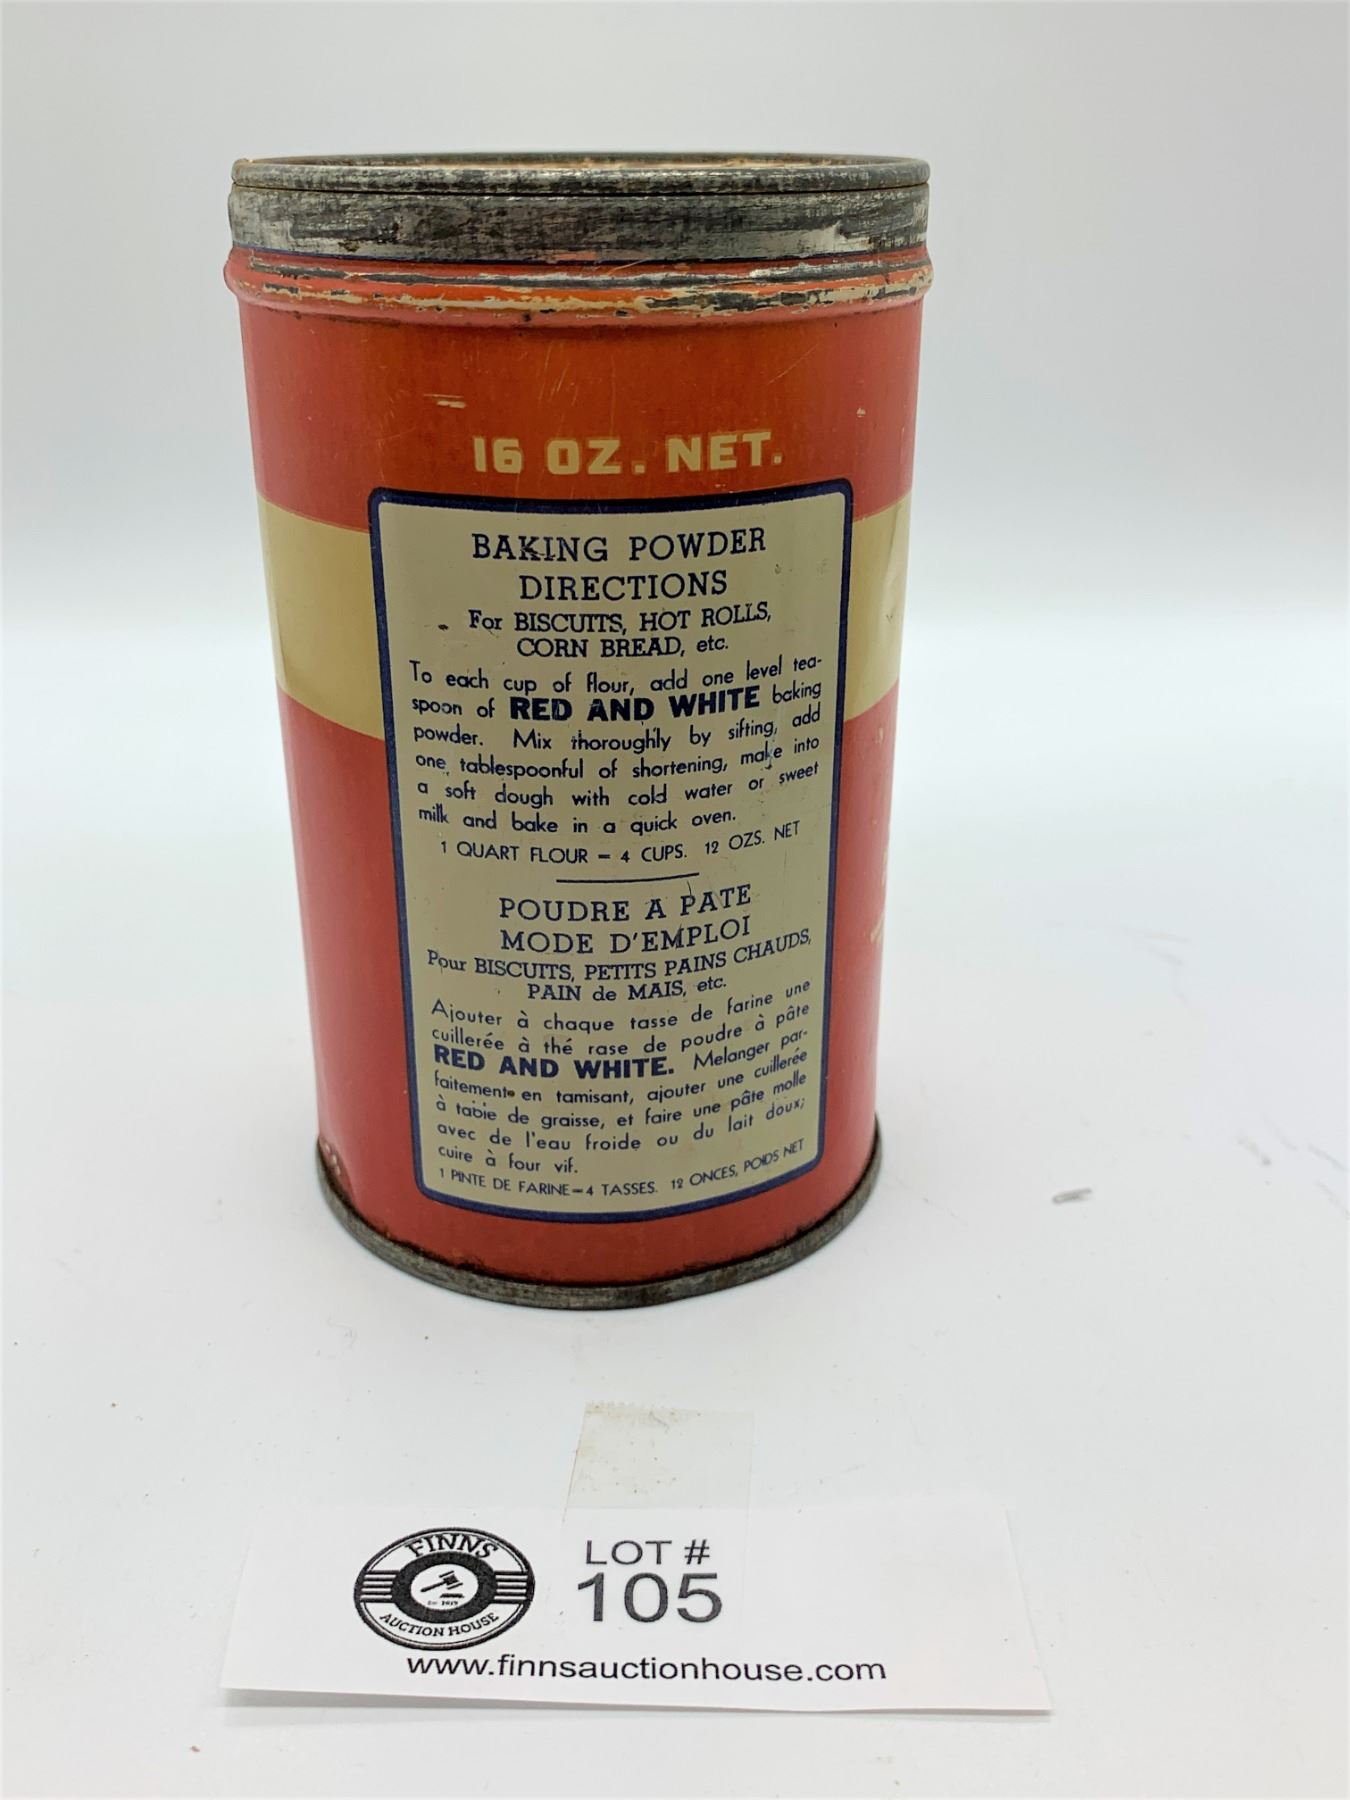 16 OZ. NET.
BAKING POWDER
DIRECTIONS
For BISCUITS, HOT ROLLS,
CORN BREAD, etc.
To each cup of flour, add one level tea-
spoon of RED AND WHITE baking
powder. Mix thoroughly by sifting, add
one tablespoonful of shortening, make into
a soft dough with cold water or sweet
milk and bake in a quick oven.
1 QUART FLOUR = 4 CUPS. 12 OZS. NET
POUDRE A PATE
MODE D'EMPLOI
Pour BISCUITS, PETITS PAINS CHAUDS,
PAIN de MAIS, etc.
Ajouter à chaque tasse de farine une
cuillerée à thé rase de poudre à pâte
RED AND WHITE. Melanger par-
faitement en tamisant, ajouter une cuillerée
à table de graisse, et faire une pâte molle
avec de l'eau froide ou du lait doux;
cuire à four vif.
1 PINTE DE FARINE=4 TASSES. 12 ONCES, POIDS NET
FINNS
Est 2019
AUCTION HOUSE
LOT #
105
www.finnsauctionhouse.com